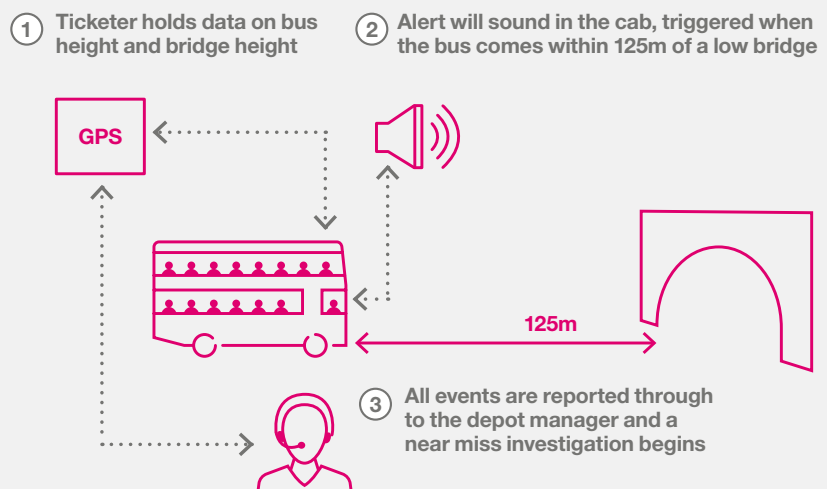 1
Ticketer holds data on bus
height and bridge height
2
Alert will sound in the cab, triggered when
the bus comes within 125m of a low bridge
GPS
125m
3
All events are reported through
to the depot manager and a
near miss investigation begins